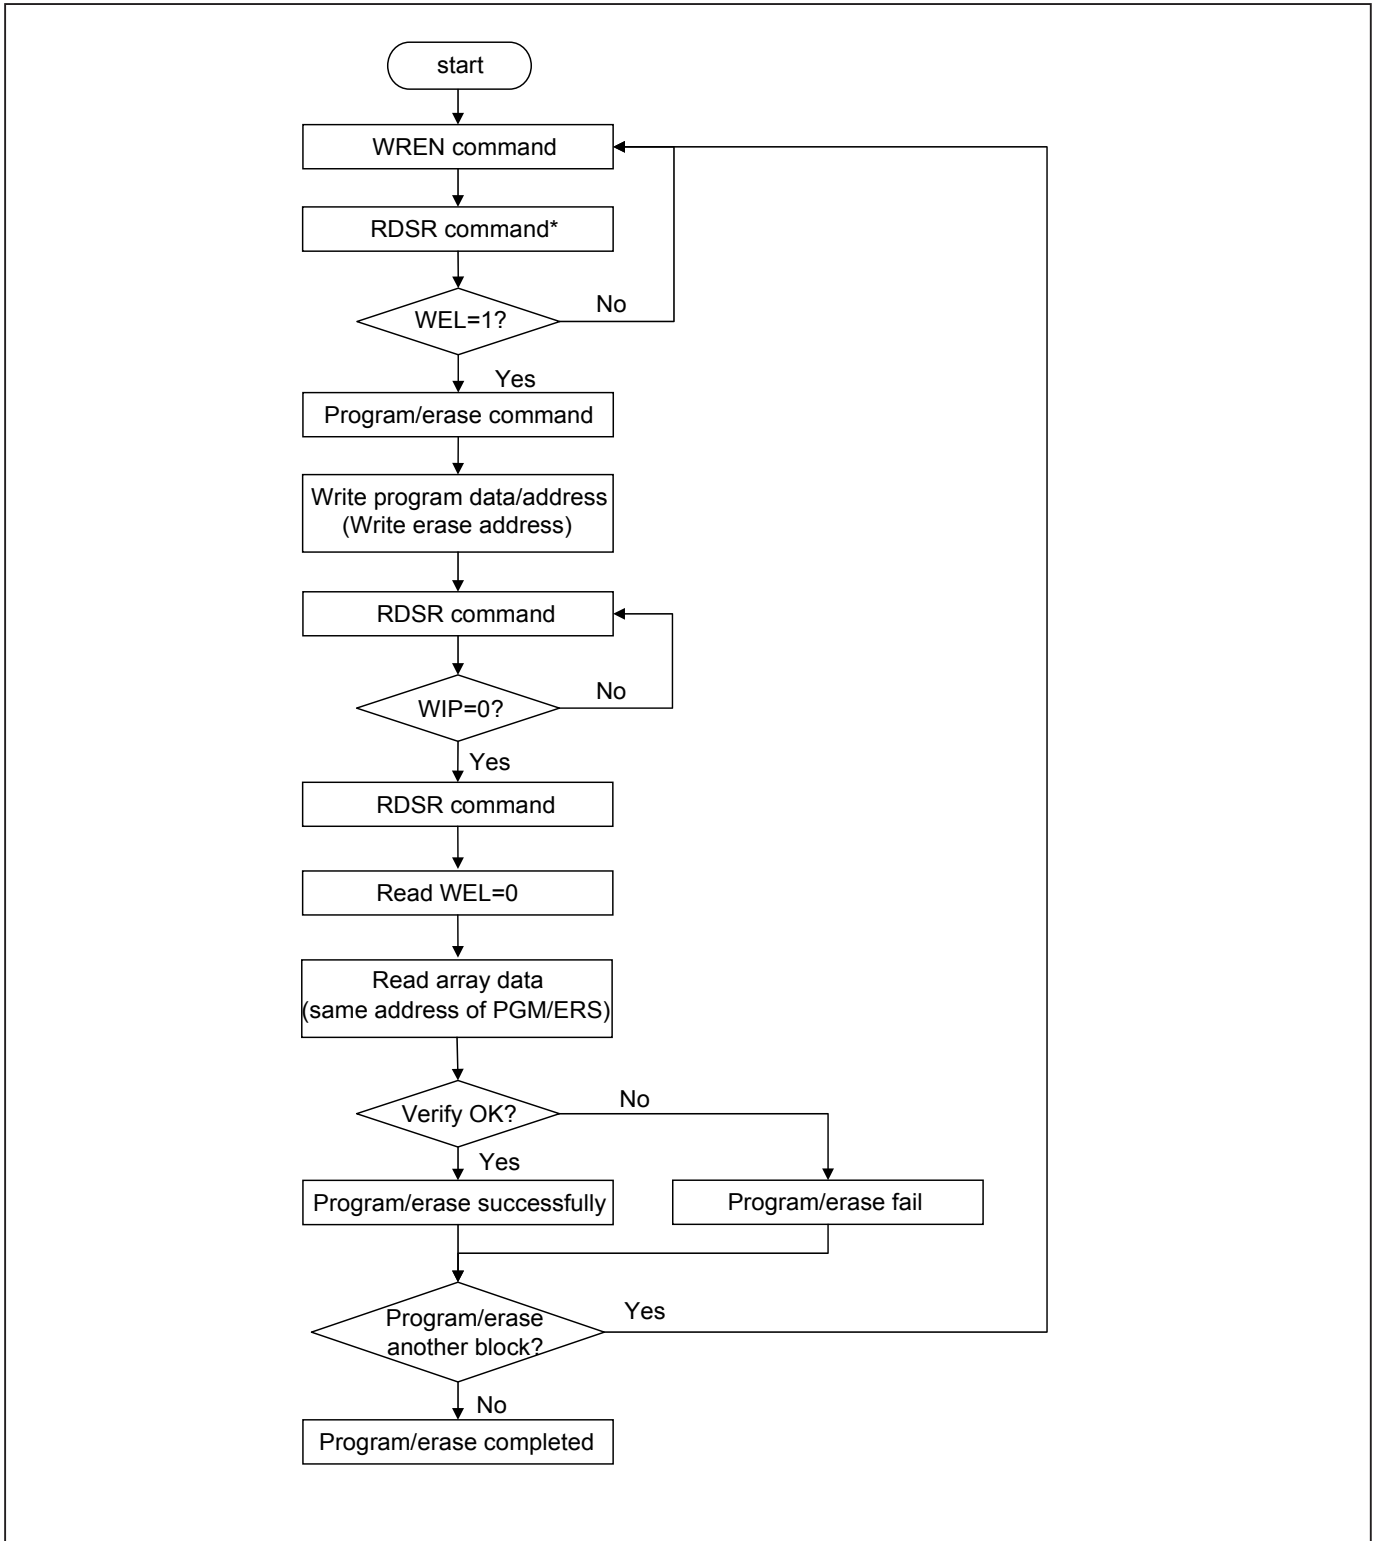 start
WREN command
RDSR command*
WEL=1?
No
Yes
Program/erase command
Write program data/address
(Write erase address)
RDSR command
WIP=0?
No
Yes
RDSR command
Read WEL=0
Read array data
(same address of PGM/ERS)
Verify OK?
No
Yes
Program/erase successfully
Program/erase fail
Program/erase
another block?
Yes
No
Program/erase completed